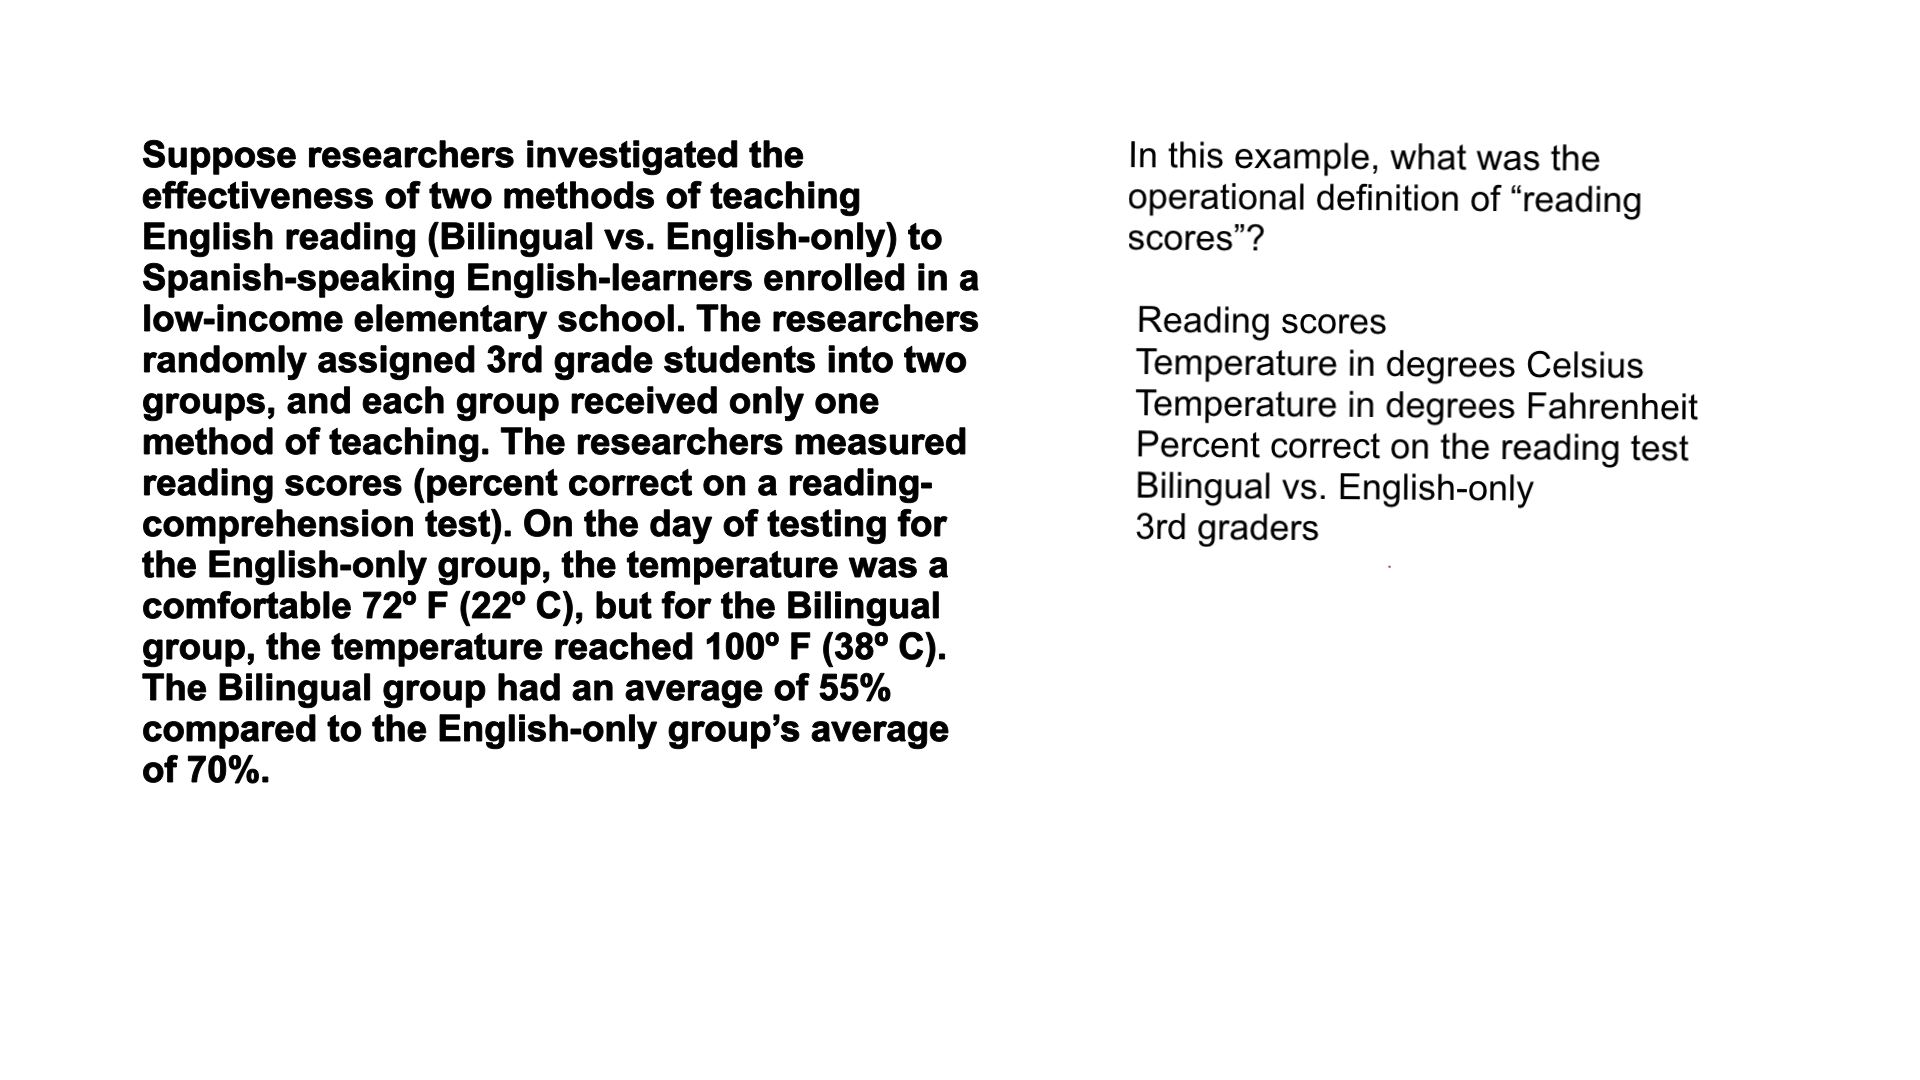 Suppose researchers investigated the
effectiveness of two methods of teaching
English reading (Bilingual vs. English-only) to
Spanish-speaking English-learners enrolled in a
low-income elementary school. The researchers
randomly assigned 3rd grade students into two
groups, and each group received only one
method of teaching. The researchers measured
reading scores (percent correct on a reading-
comprehension test). On the day of testing for
the English-only group, the temperature was a
comfortable 72º F (22º C), but for the Bilingual
group, the temperature reached 100º F (38º C).
The Bilingual group had an average of 55%
compared to the English-only group’s average
of 70%.
In this example, what was the
operational definition of “reading
scores”?
Reading scores
Temperature in degrees Celsius
Temperature in degrees Fahrenheit
Percent correct on the reading test
Bilingual vs. English-only
3rd graders